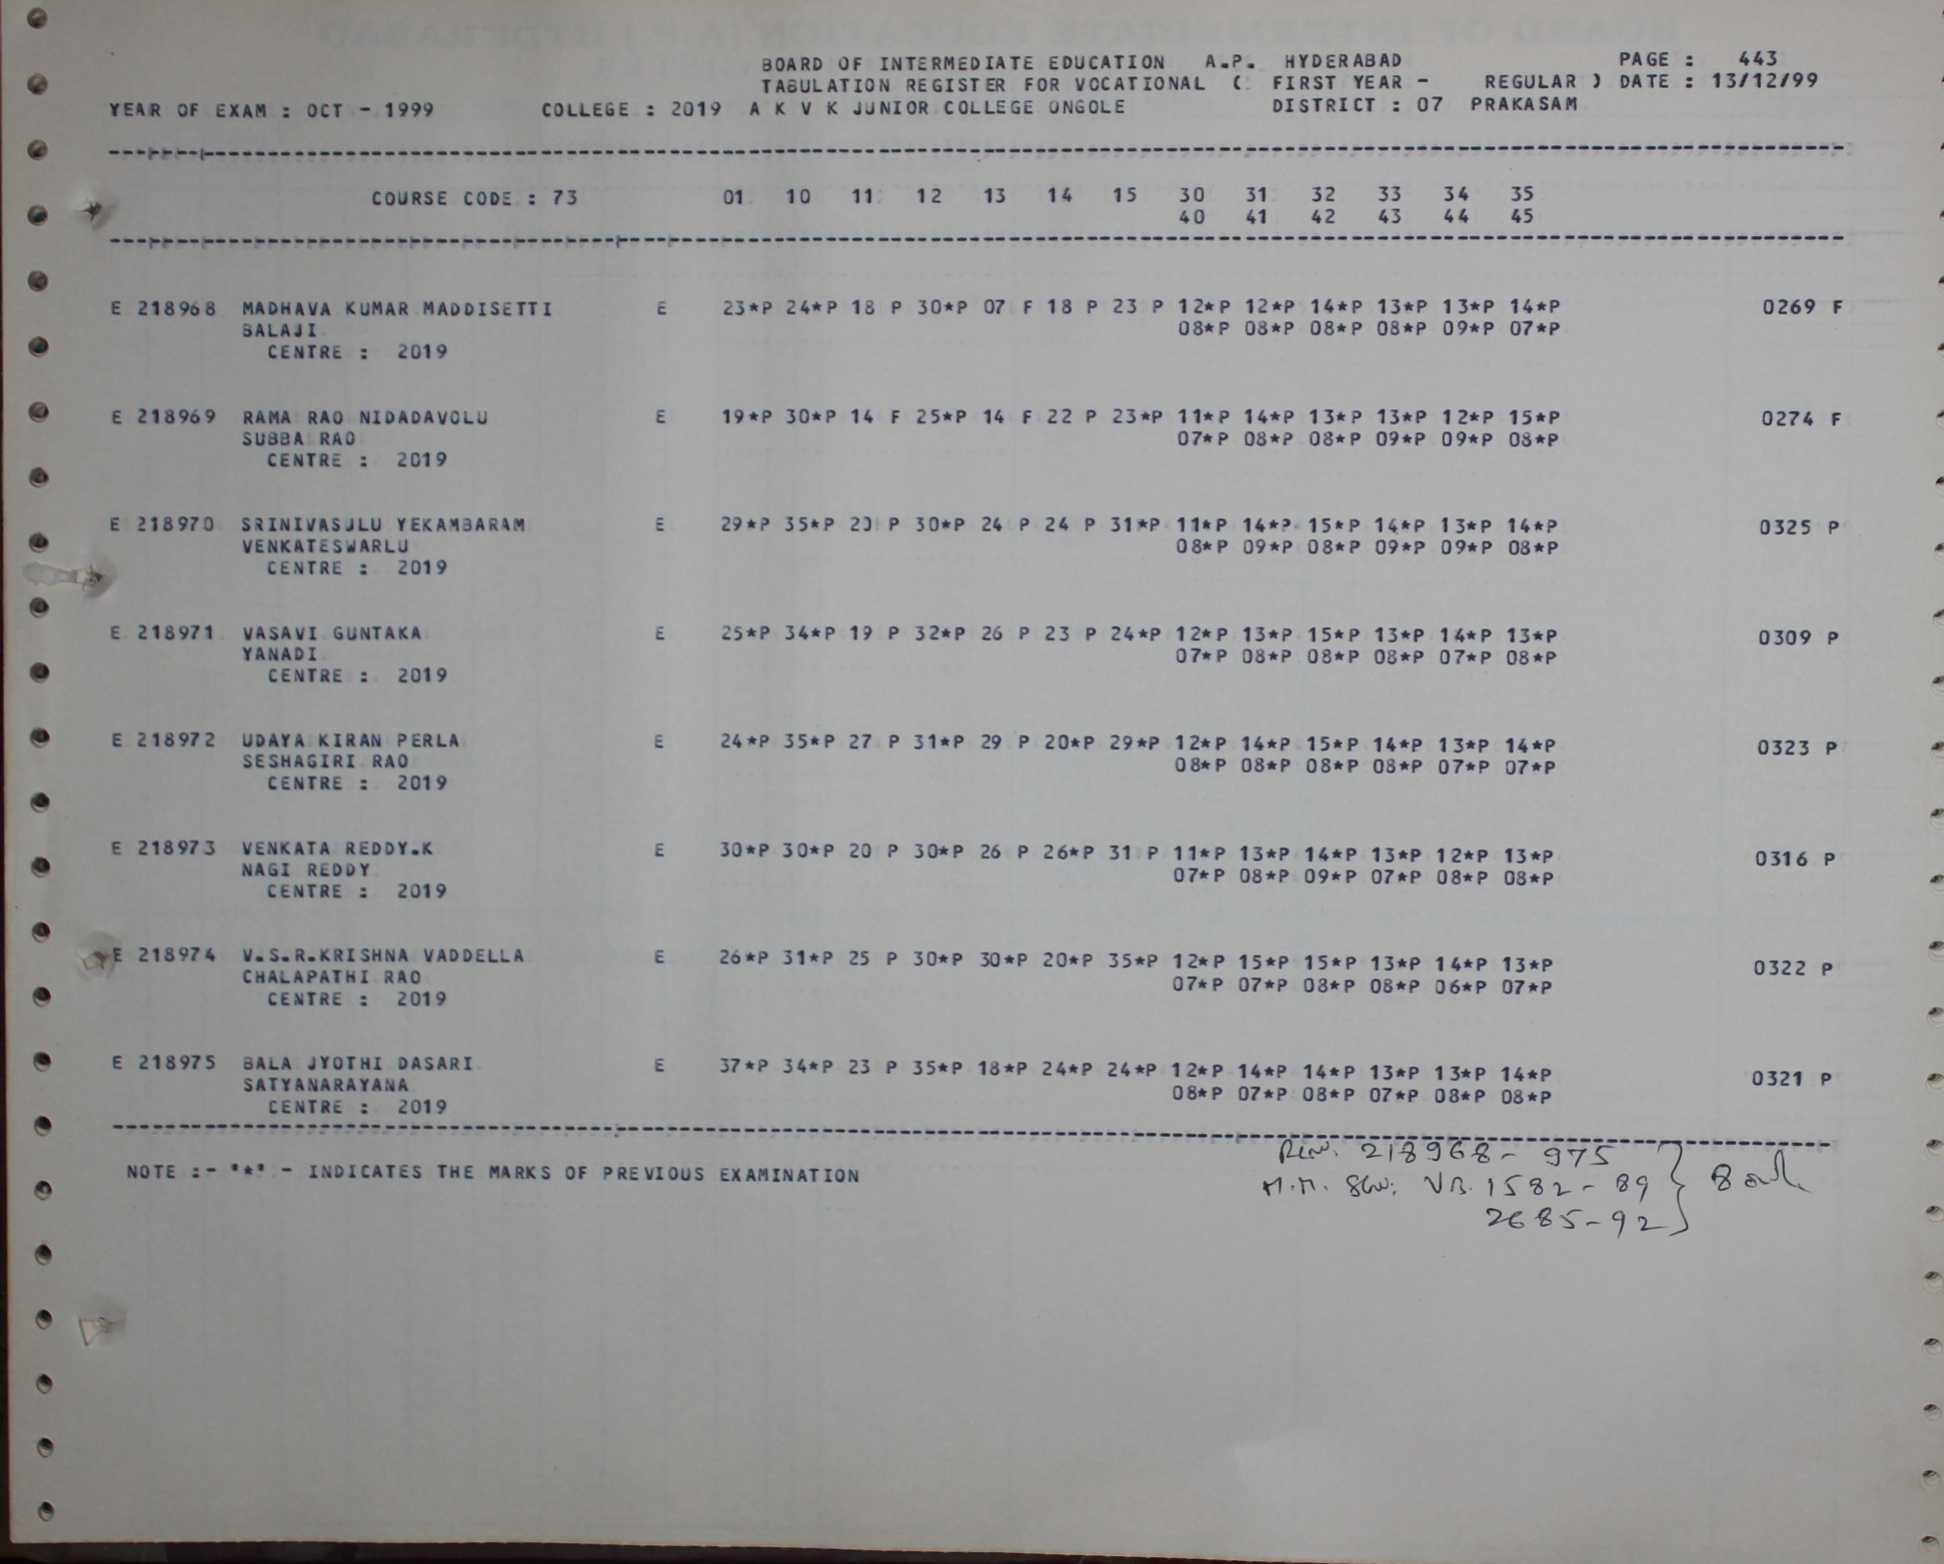 BOARD OF INTERMEDIATE EDUCATION A.P. HYDERABAD PAGE : 443
TABULATION REGISTER FOR VOCATIONAL ( FIRST YEAR - REGULAR ) DATE : 13/12/99
YEAR OF EXAM : OCT - 1999 COLLEGE : 2019 A K V K JUNIOR COLLEGE ONGOLE DISTRICT : 07 PRAKASAM
COURSE CODE : 73 01 10 11 12 13 14 15 30 31 32 33 34 35
40 41 42 43 44 45
E 218968 MADHAVA KUMAR MADDISETTI E 23*P 24*P 18 P 30*P 07 F 18 P 23 P 12*P 12*P 14*P 13*P 13*P 14*P 0269 F
BALAJI 08*P 08*P 08*P 08*P 09*P 07*P
CENTRE : 2019
E 218969 RAMA RAO NIDADAVOLU E 19*P 30*P 14 F 25*P 14 F 22 P 23*P 11*P 14*P 13*P 13*P 12*P 15*P 0274 F
SUBBA RAO 07*P 08*P 08*P 09*P 09*P 08*P
CENTRE : 2019
E 218970 SRINIVASULU YEKAMBARAM E 29*P 35*P 20 P 30*P 24 P 24 P 31*P 11*P 14*P 15*P 14*P 13*P 14*P 0325 P
VENKATESWARLU 08*P 09*P 08*P 09*P 09*P 08*P
CENTRE : 2019
E 218971 VASAVI GUNTAKA E 25*P 34*P 19 P 32*P 26 P 23 P 24*P 12*P 13*P 15*P 13*P 14*P 13*P 0309 P
YANADI 07*P 08*P 08*P 08*P 07*P 08*P
CENTRE : 2019
E 218972 UDAYA KIRAN PERLA E 24*P 35*P 27 P 31*P 29 P 20*P 29*P 12*P 14*P 15*P 14*P 13*P 14*P 0323 P
SESHAGIRI RAO 08*P 08*P 08*P 08*P 07*P 07*P
CENTRE : 2019
E 218973 VENKATA REDDY.K E 30*P 30*P 20 P 30*P 26 P 26*P 31 P 11*P 13*P 14*P 13*P 12*P 13*P 0316 P
NAGI REDDY 07*P 08*P 09*P 07*P 08*P 08*P
CENTRE : 2019
E 218974 V.S.R.KRISHNA VADDELLA E 26*P 31*P 25 P 30*P 30*P 20*P 35*P 12*P 15*P 15*P 13*P 14*P 13*P 0322 P
CHALAPATHI RAO 07*P 07*P 08*P 08*P 06*P 07*P
CENTRE : 2019
E 218975 BALA JYOTHI DASARI E 37*P 34*P 23 P 35*P 18*P 24*P 24*P 12*P 14*P 14*P 13*P 13*P 14*P 0321 P
SATYANARAYANA 08*P 07*P 08*P 07*P 08*P 08*P
CENTRE : 2019
NOTE :- "*" - INDICATES THE MARKS OF PREVIOUS EXAMINATION
218968 - 975
M.M. 1582 - 89 } 8
2685-92